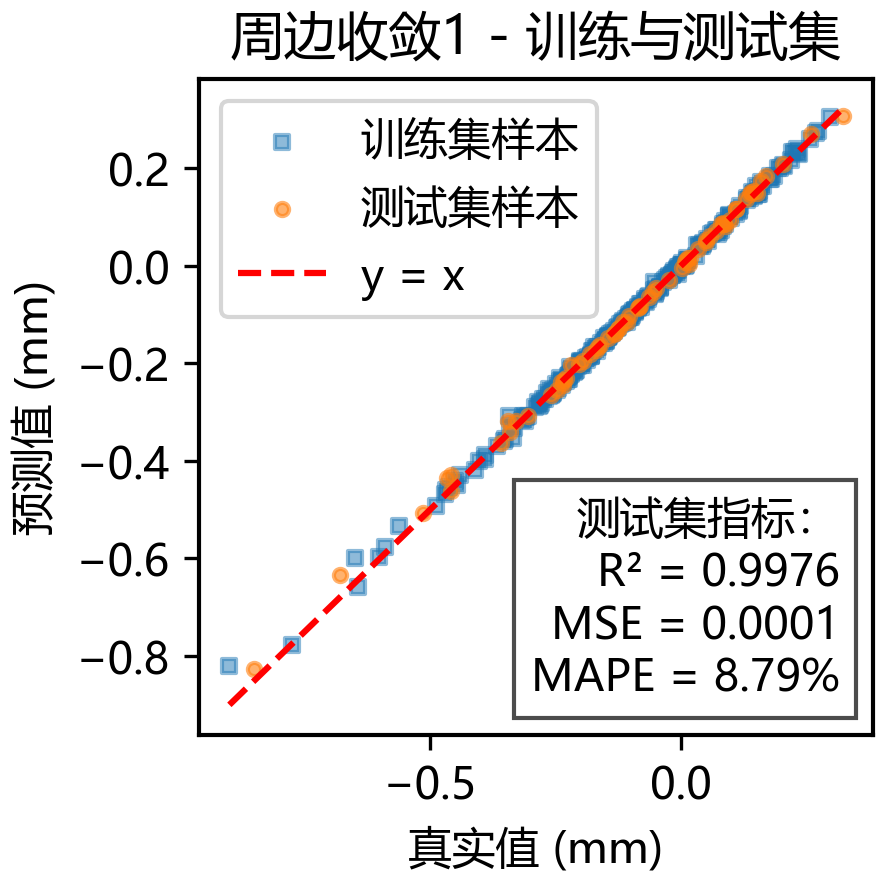 周边收敛1 - 训练与测试集
训练集样本
测试集样本
y = x
0.2
0.0
−0.2
−0.4
−0.6
−0.8
预测值 (mm)
测试集指标：
R² = 0.9976
MSE = 0.0001
MAPE = 8.79%
−0.5
0.0
真实值 (mm)